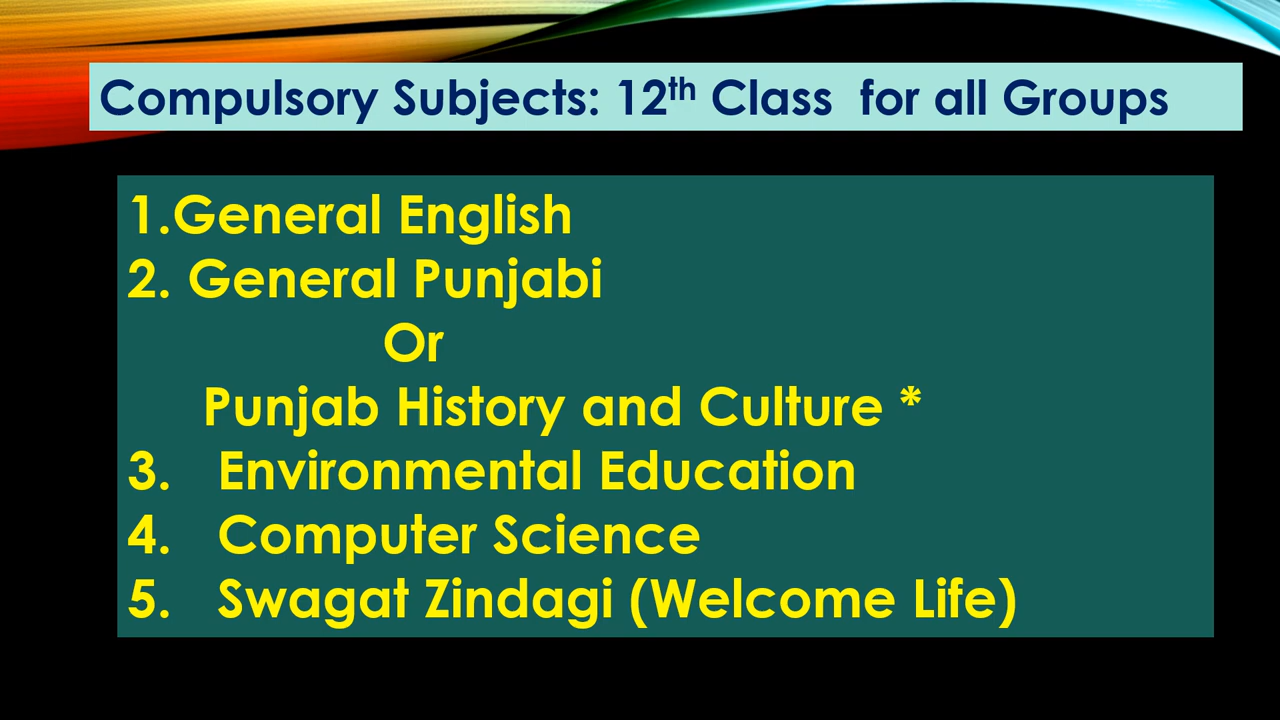 Compulsory Subjects: 12th Class for all Groups
1.General English
2. General Punjabi
Or
Punjab History and Culture *
3. Environmental Education
4. Computer Science
5. Swagat Zindagi (Welcome Life)